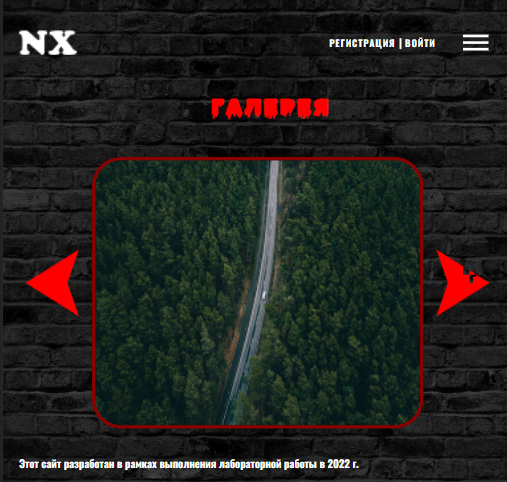 NX
РЕГИСТРАЦИЯ | ВОЙТИ
ГАЛЕРЕЯ
Этот сайт разработан в рамках выполнения лабораторной работы в 2022 г.